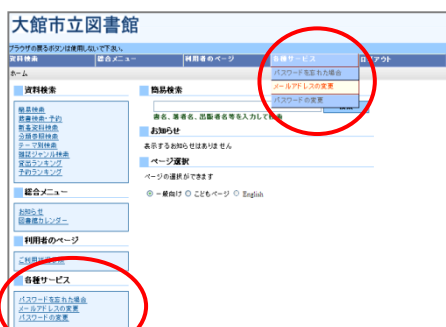 大館市立図書館
ブラウザの戻るボタンは使用しないで下さい。
資料検索 総合メニュー 利用者のページ 各種サービス ログアウト
ホーム
パスワードを忘れた場合
メールアドレスの変更
パスワードの変更
資料検索
簡易検索
蔵書検索・予約
新着資料検索
分類参照検索
テーマ別検索
雑誌ジャンル検索
貸出ランキング
予約ランキング
総合メニュー
お知らせ
図書館カレンダー
利用者のページ
各種サービス
パスワードを忘れた場合
メールアドレスの変更
パスワードの変更
簡易検索
書名、著者名、出版者名等を入力して検索
お知らせ
表示するお知らせはありません
ページ選択
ページの選択ができます
一般向け こどもページ English